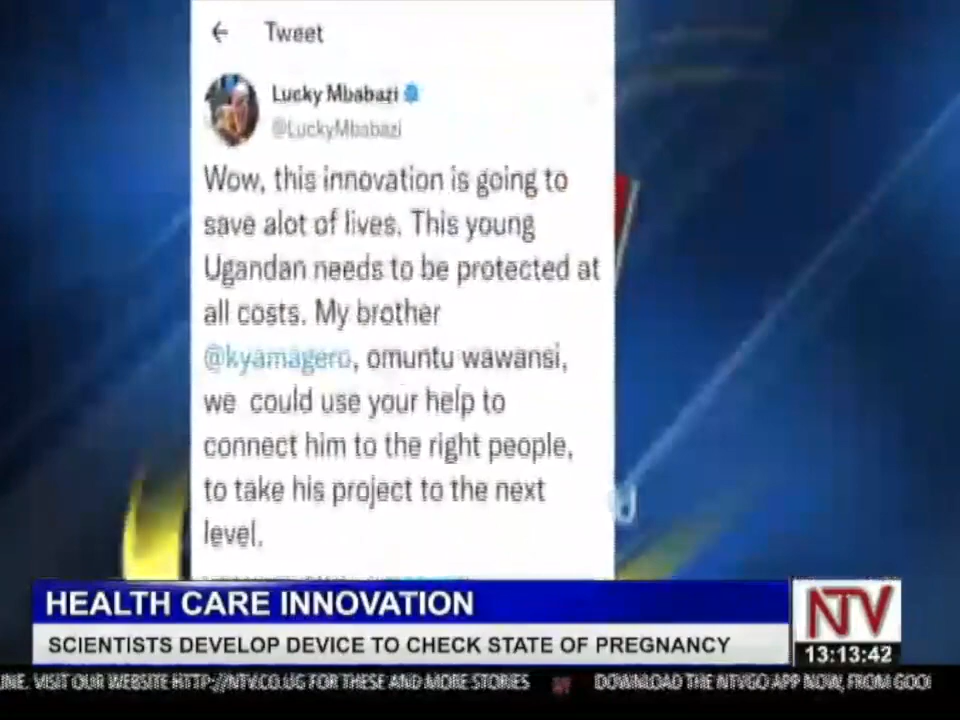 Tweet
Lucky Mbabazi
@LuckyMbabazi
Wow, this innovation is going to
save alot of lives. This young
Ugandan needs to be protected at
all costs. My brother
@kyamagero, omuntu wawansi,
we could use your help to
connect him to the right people,
to take his project to the next
level.
HEALTH CARE INNOVATION
SCIENTISTS DEVELOP DEVICE TO CHECK STATE OF PREGNANCY
NTV
13:13:42
VISIT OUR WEBSITE HTTP://NTV.CO.UG FOR THESE AND MORE STORIES DOWNLOAD THE NTVGO APP NOW, FROM GOO